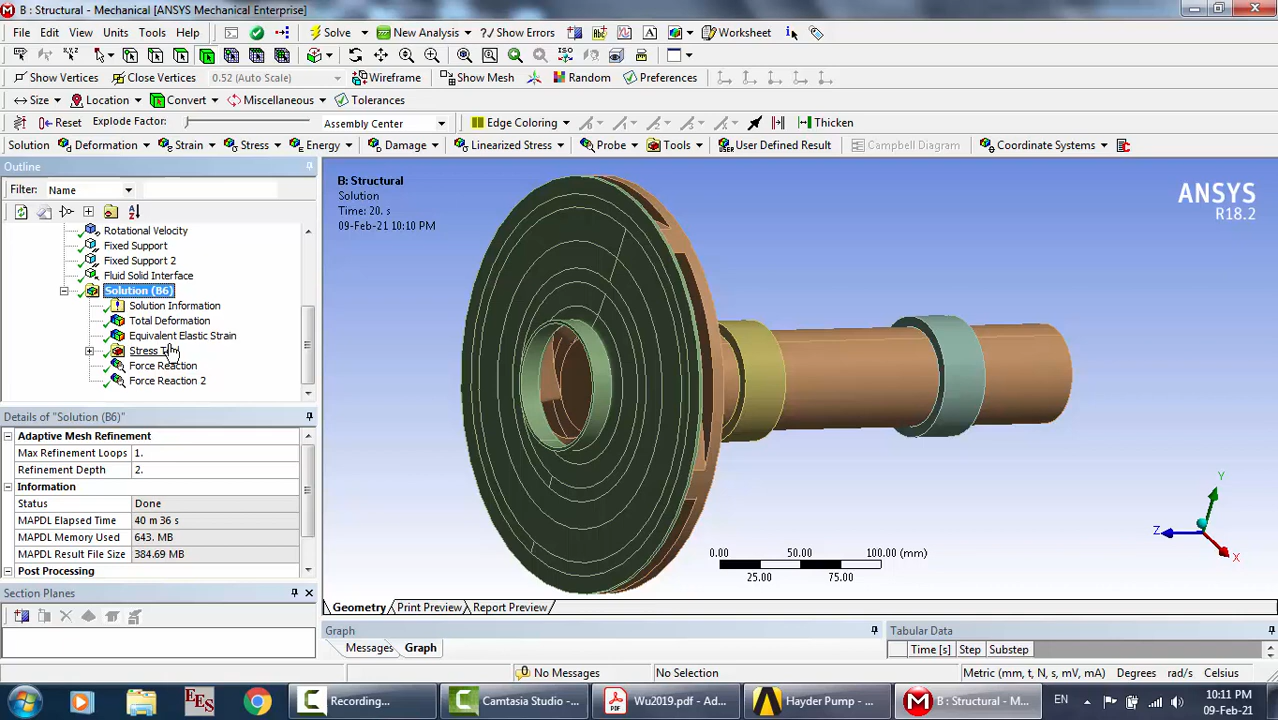 B : Structural - Mechanical [ANSYS Mechanical Enterprise]
File Edit View Units Tools Help Solve New Analysis ?/ Show Errors Worksheet
Show Vertices Close Vertices 0.52 (Auto Scale) Wireframe Show Mesh Random Preferences
Size Location Convert Miscellaneous Tolerances
Reset Explode Factor: Assembly Center Edge Coloring Thicken
Solution Deformation Strain Stress Energy Damage Linearized Stress Probe Tools User Defined Result Campbell Diagram Coordinate Systems
Outline
Filter: Name
Rotational Velocity
Fixed Support
Fixed Support 2
Fluid Solid Interface
Solution (B6)
Solution Information
Total Deformation
Equivalent Elastic Strain
Stress
Force Reaction
Force Reaction 2
Details of "Solution (B6)"
Adaptive Mesh Refinement
Max Refinement Loops 1.
Refinement Depth 2.
Information
Status Done
MAPDL Elapsed Time 40 m 36 s
MAPDL Memory Used 643. MB
MAPDL Result File Size 384.69 MB
Post Processing
Section Planes
B: Structural
Solution
Time: 20. s
09-Feb-21 10:10 PM
ANSYS
R18.2
Y
Z
X
0.00 50.00 100.00 (mm)
25.00 75.00
Geometry Print Preview Report Preview
Graph
Messages Graph
Tabular Data
Time [s] Step Substep
0 No Messages No Selection Metric (mm, t, N, s, mV, mA) Degrees rad/s Celsius
EES Recording... Camtasia Studio - ... Wu2019.pdf - Ad... Hayder Pump - ... B : Structural - M... EN 10:11 PM
09-Feb-21